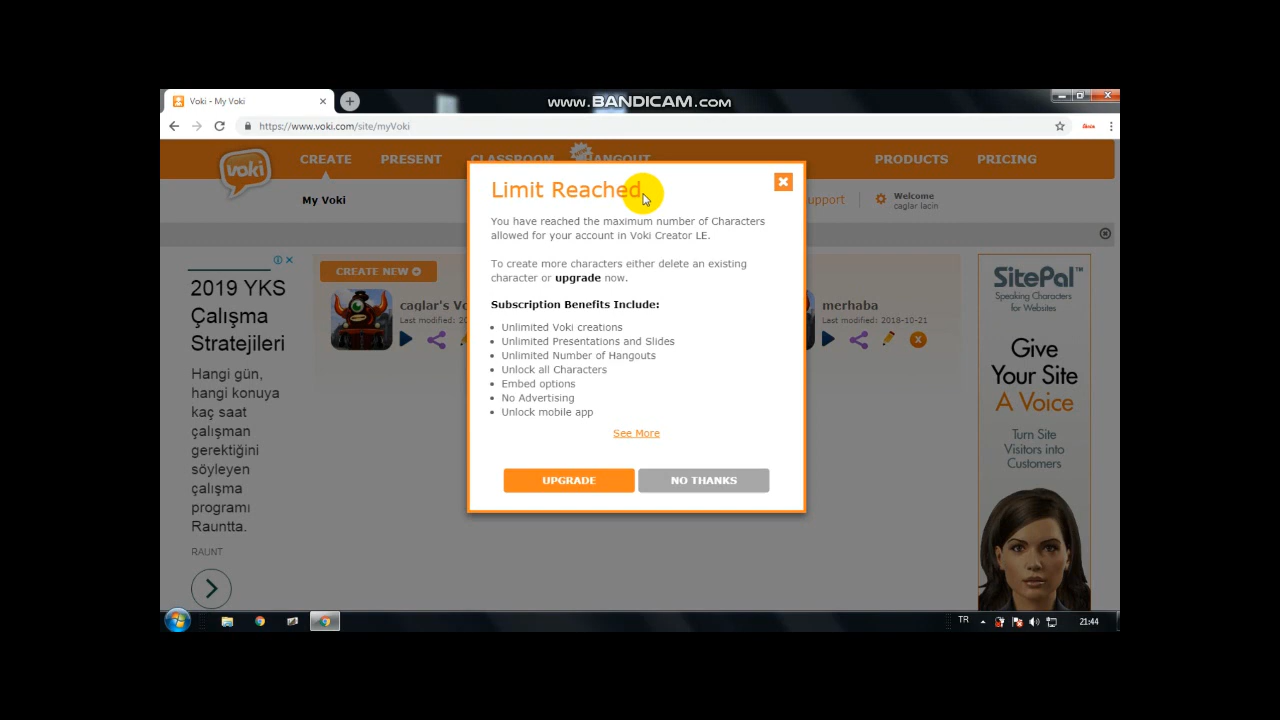 www.BANDICAM.com
Voki - My Voki
https://www.voki.com/site/myVoki
voki
CREATE
PRESENT
CLASSROOM
HANGOUT
PRODUCTS
PRICING
My Voki
Welcome
caglar lacin
Limit Reached
You have reached the maximum number of Characters
allowed for your account in Voki Creator LE.
To create more characters either delete an existing
character or upgrade now.
Subscription Benefits Include:
Unlimited Voki creations
Unlimited Presentations and Slides
Unlimited Number of Hangouts
Unlock all Characters
Embed options
No Advertising
Unlock mobile app
See More
UPGRADE
NO THANKS
2019 YKS
Çalışma
Stratejileri
Hangi gün,
hangi konuya
kaç saat
çalışman
gerektiğini
söyleyen
çalışma
programı
Rauntta.
RAUNT
CREATE NEW
caglar's Vo
Last modified: 20
merhaba
Last modified: 2018-10-21
SitePal™
Speaking Characters
for Websites
Give
Your Site
A Voice
Turn Site
Visitors into
Customers
TR
21:44